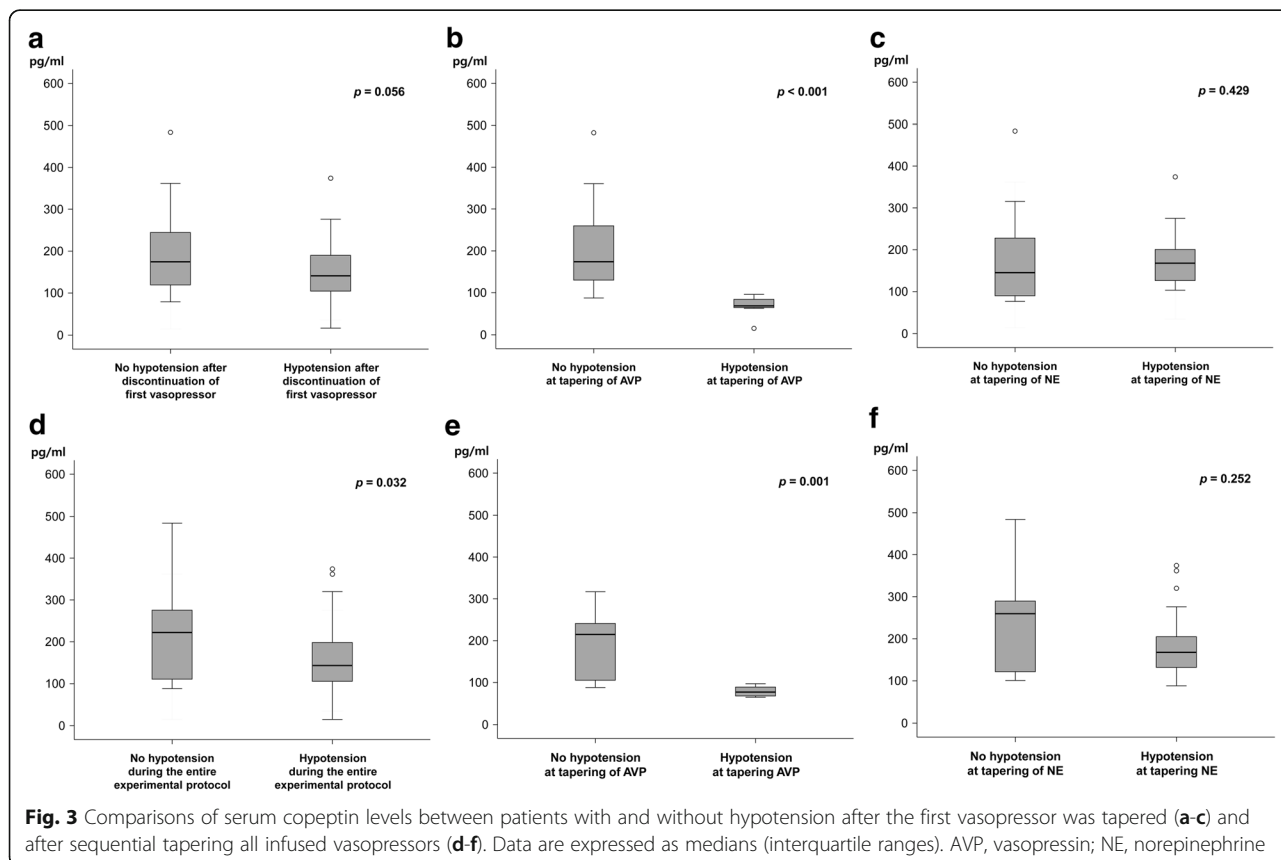 a
pg/ml
600
500
400
300
200
100
0
p = 0.056
No hypotension after
discontinuation of
first vasopressor
Hypotension after
discontinuation of
first vasopressor
b
pg/ml
600
500
400
300
200
100
0
p < 0.001
No hypotension
at tapering of AVP
Hypotension
at tapering of AVP
c
pg/ml
600
500
400
300
200
100
0
p = 0.429
No hypotension
at tapering of NE
Hypotension
at tapering of NE
d
pg/ml
600
500
400
300
200
100
0
p = 0.032
No hypotension
during the entire
experimental protocol
Hypotension
during the entire
experimental protocol
e
pg/ml
600
500
400
300
200
100
0
p = 0.001
No hypotension
at tapering of AVP
Hypotension
at tapering AVP
f
pg/ml
600
500
400
300
200
100
0
p = 0.252
No hypotension
at tapering of NE
Hypotension
at tapering NE
Fig. 3 Comparisons of serum copeptin levels between patients with and without hypotension after the first vasopressor was tapered (a-c) and
after sequential tapering all infused vasopressors (d-f). Data are expressed as medians (interquartile ranges). AVP, vasopressin; NE, norepinephrine